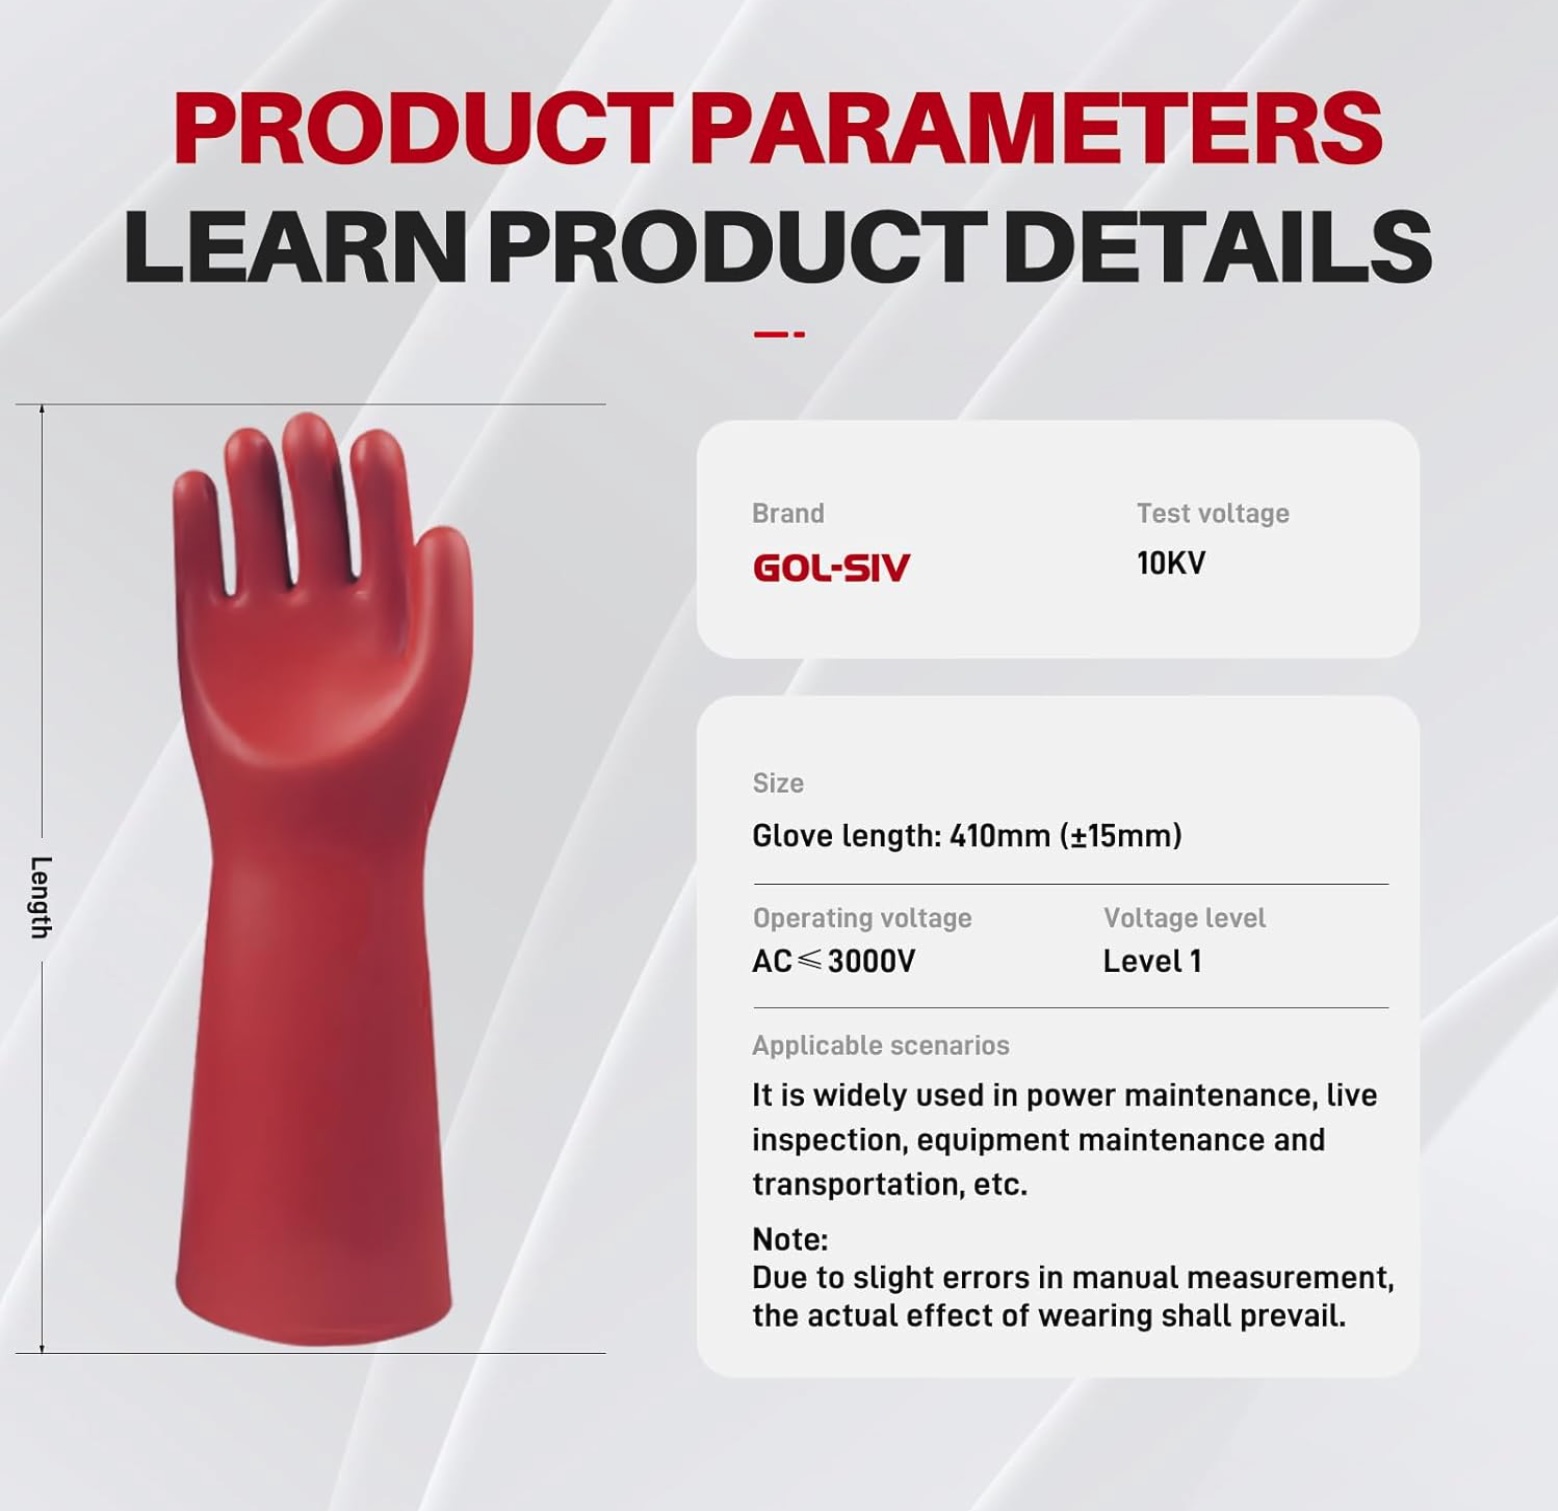 PRODUCT PARAMETERS
LEARN PRODUCT DETAILS
Length
Brand
GOL-SIV
Test voltage
10KV
Size
Glove length: 410mm (±15mm)
Operating voltage
AC⩽3000V
Voltage level
Level 1
Applicable scenarios
It is widely used in power maintenance, live
inspection, equipment maintenance and
transportation, etc.
Note:
Due to slight errors in manual measurement,
the actual effect of wearing shall prevail.